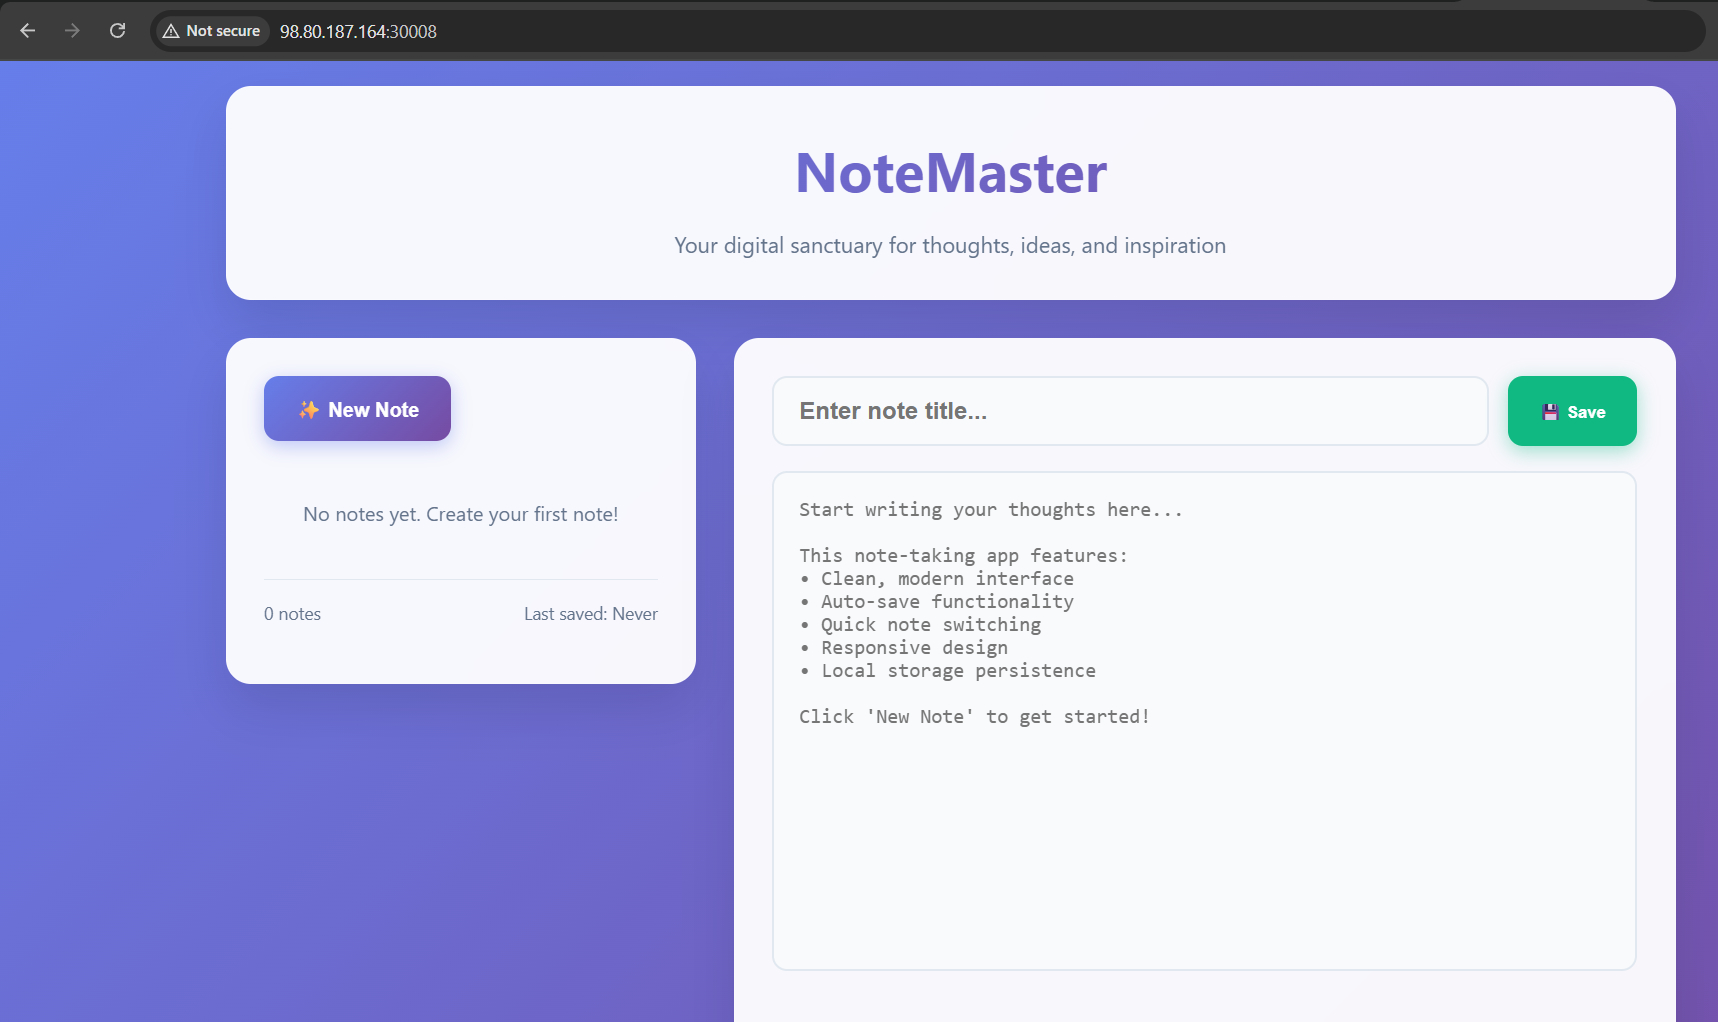 Not secure 98.80.187.164:30008
NoteMaster
Your digital sanctuary for thoughts, ideas, and inspiration
✨ New Note
No notes yet. Create your first note!
0 notes Last saved: Never
Enter note title...
💾 Save
Start writing your thoughts here...
This note-taking app features:
• Clean, modern interface
• Auto-save functionality
• Quick note switching
• Responsive design
• Local storage persistence
Click 'New Note' to get started!